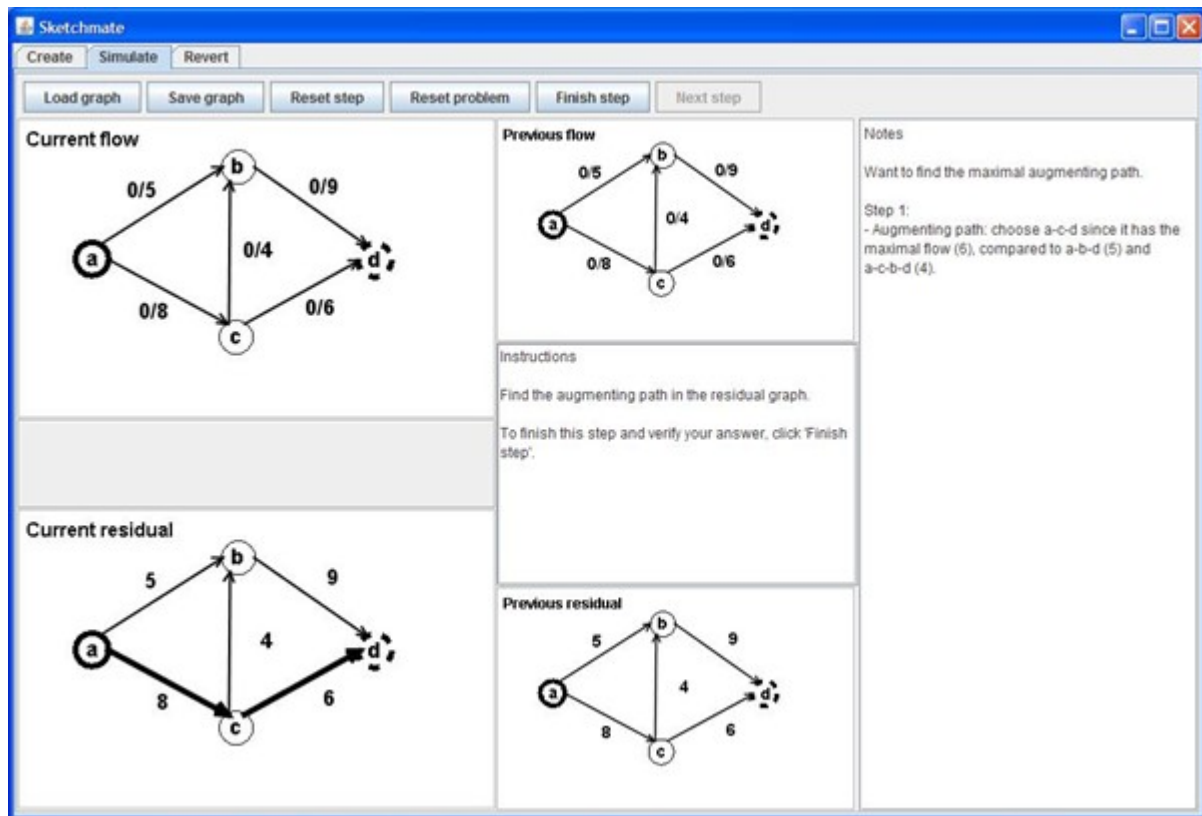 Sketchmate
Create Simulate Revert
Load graph Save graph Reset step Reset problem Finish step Next step
Current flow
b
0/5
0/9
0/4
a
d
0/8
0/6
c
Previous flow
b
0/5
0/9
0/4
a
d
0/8
0/6
c
Notes
Want to find the maximal augmenting path.
Step 1:
- Augmenting path: choose a-c-d since it has the
maximal flow (6), compared to a-b-d (5) and
a-c-b-d (4).
Instructions
Find the augmenting path in the residual graph.
To finish this step and verify your answer, click 'Finish
step'.
Current residual
b
5
9
4
a
d
8
6
c
Previous residual
b
5
9
4
a
d
8
6
c